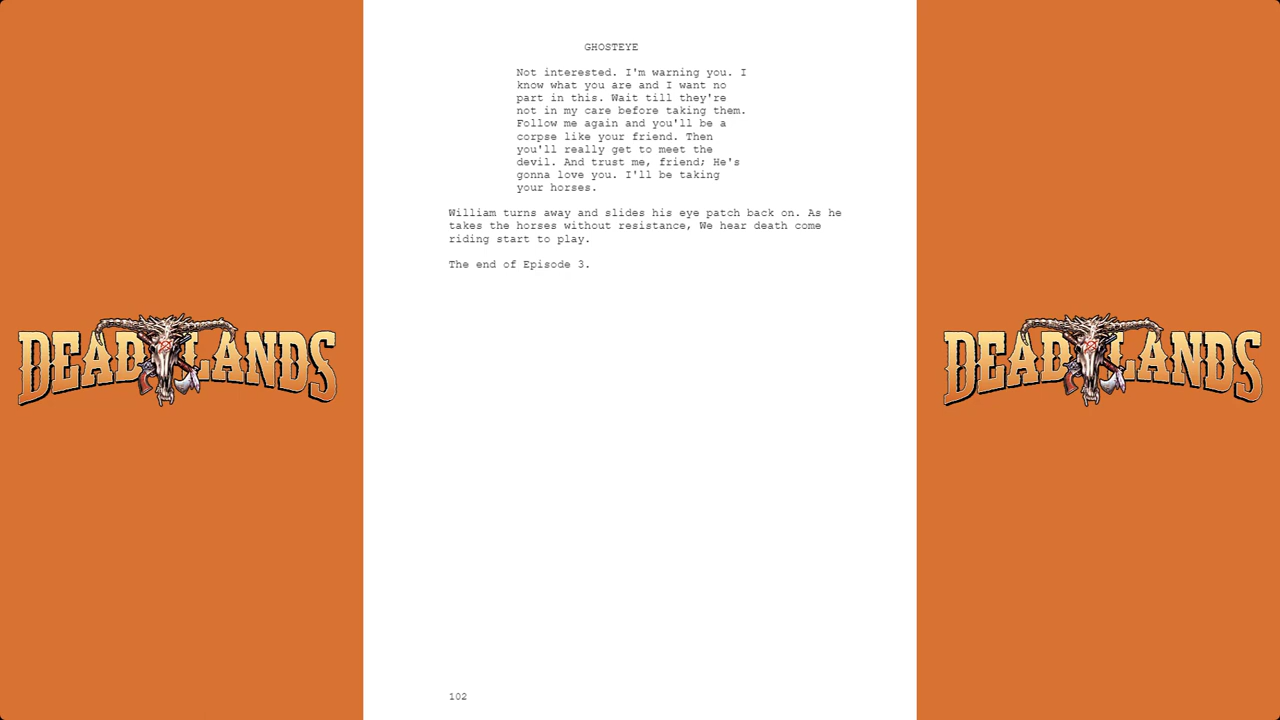 GHOSTEYE
Not interested. I'm warning you. I
know what you are and I want no
part in this. Wait till they're
not in my care before taking them.
Follow me again and you'll be a
corpse like your friend. Then
you'll really get to meet the
devil. And trust me, friend; He's
gonna love you. I'll be taking
your horses.
William turns away and slides his eye patch back on. As he
takes the horses without resistance, We hear death come
riding start to play.
The end of Episode 3.
DEADLANDS
DEADLANDS
102